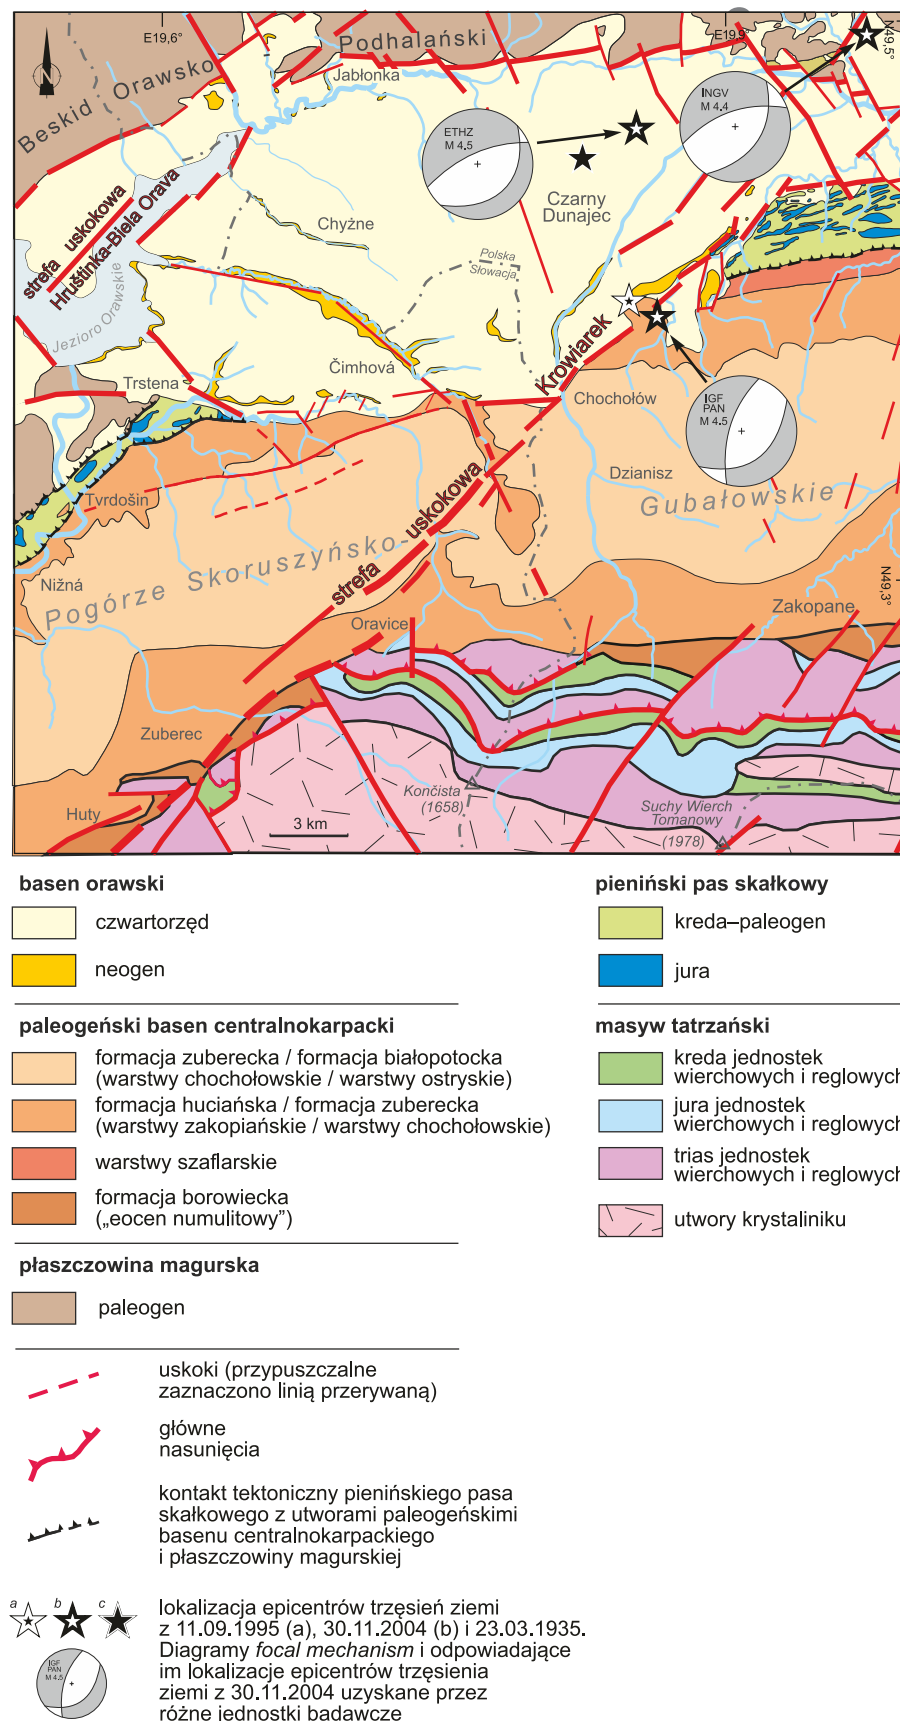 E19,6°
E19,9°
N49,5°
Beskid Orawsko
Podhalański
Jabłonka
INGV
M 4.4
ETHZ
M 4.5
N
Czarny
Dunajec
strefa uskokowa
Hruštinka-Biela Orava
Chyżne
Polska
Słowacja
Jezioro Orawskie
Krowiarek
Čimhová
Trstena
Chochołów
IGF
PAN
M 4.5
Dzianisz
Gubałowskie
Tvrdošin
strefa uskokowa
Pogórze Skoruszyńsko-
Nižná
N49,3°
Zakopane
Oravice
Zuberec
Končista
(1658)
Suchy Wierch
Tomanowy
(1978)
Huty
3 km
basen orawski
czwartorzęd
neogen
pieniński pas skałkowy
kreda–paleogen
jura
paleogeński basen centralnokarpacki
formacja zuberecka / formacja białopotocka
(warstwy chochołowskie / warstwy ostryskie)
formacja huciańska / formacja zuberecka
(warstwy zakopiańskie / warstwy chochołowskie)
warstwy szaflarskie
formacja borowiecka
(„eocen numulitowy”)
masyw tatrzański
kreda jednostek
wierchowych i reglowych
jura jednostek
wierchowych i reglowych
trias jednostek
wierchowych i reglowych
utwory krystaliniku
płaszczowina magurska
paleogen
uskoki (przypuszczalne
zaznaczono linią przerywaną)
główne
nasunięcia
kontakt tektoniczny pienińskiego pasa
skałkowego z utworami paleogeńskimi
basenu centralnokarpackiego
i płaszczowiny magurskiej
a b c
lokalizacja epicentrów trzęsień ziemi
z 11.09.1995 (a), 30.11.2004 (b) i 23.03.1935.
Diagramy focal mechanism i odpowiadające
im lokalizacje epicentrów trzęsienia
ziemi z 30.11.2004 uzyskane przez
różne jednostki badawcze
IGF
PAN
M 4.5